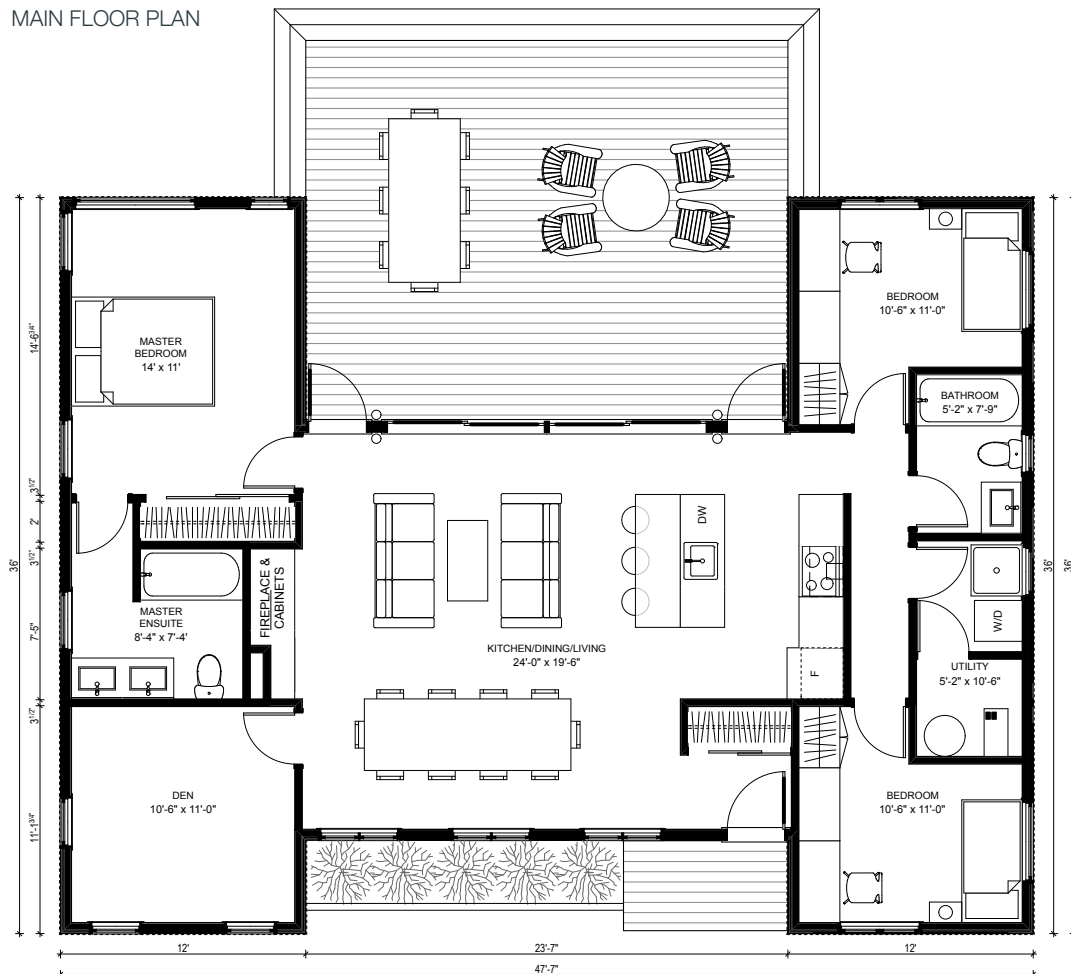 MAIN FLOOR PLAN
BEDROOM
10'-6" x 11'-0"
MASTER
BEDROOM
14' x 11'
BATHROOM
5'-2" x 7'-9"
DW
FIREPLACE &
CABINETS
MASTER
ENSUITE
8'-4" x 7'-4'
W/D
KITCHEN/DINING/LIVING
24'-0" x 19'-6"
F
UTILITY
5'-2" x 10'-6"
DEN
10'-6" x 11'-0"
BEDROOM
10'-6" x 11'-0"
36'
14'-6 3/4"
3 1/2"
2'
3 1/2"
7'-5"
3 1/2"
11'-1 3/4"
36'
36'
12'
23'-7"
12'
47'-7"